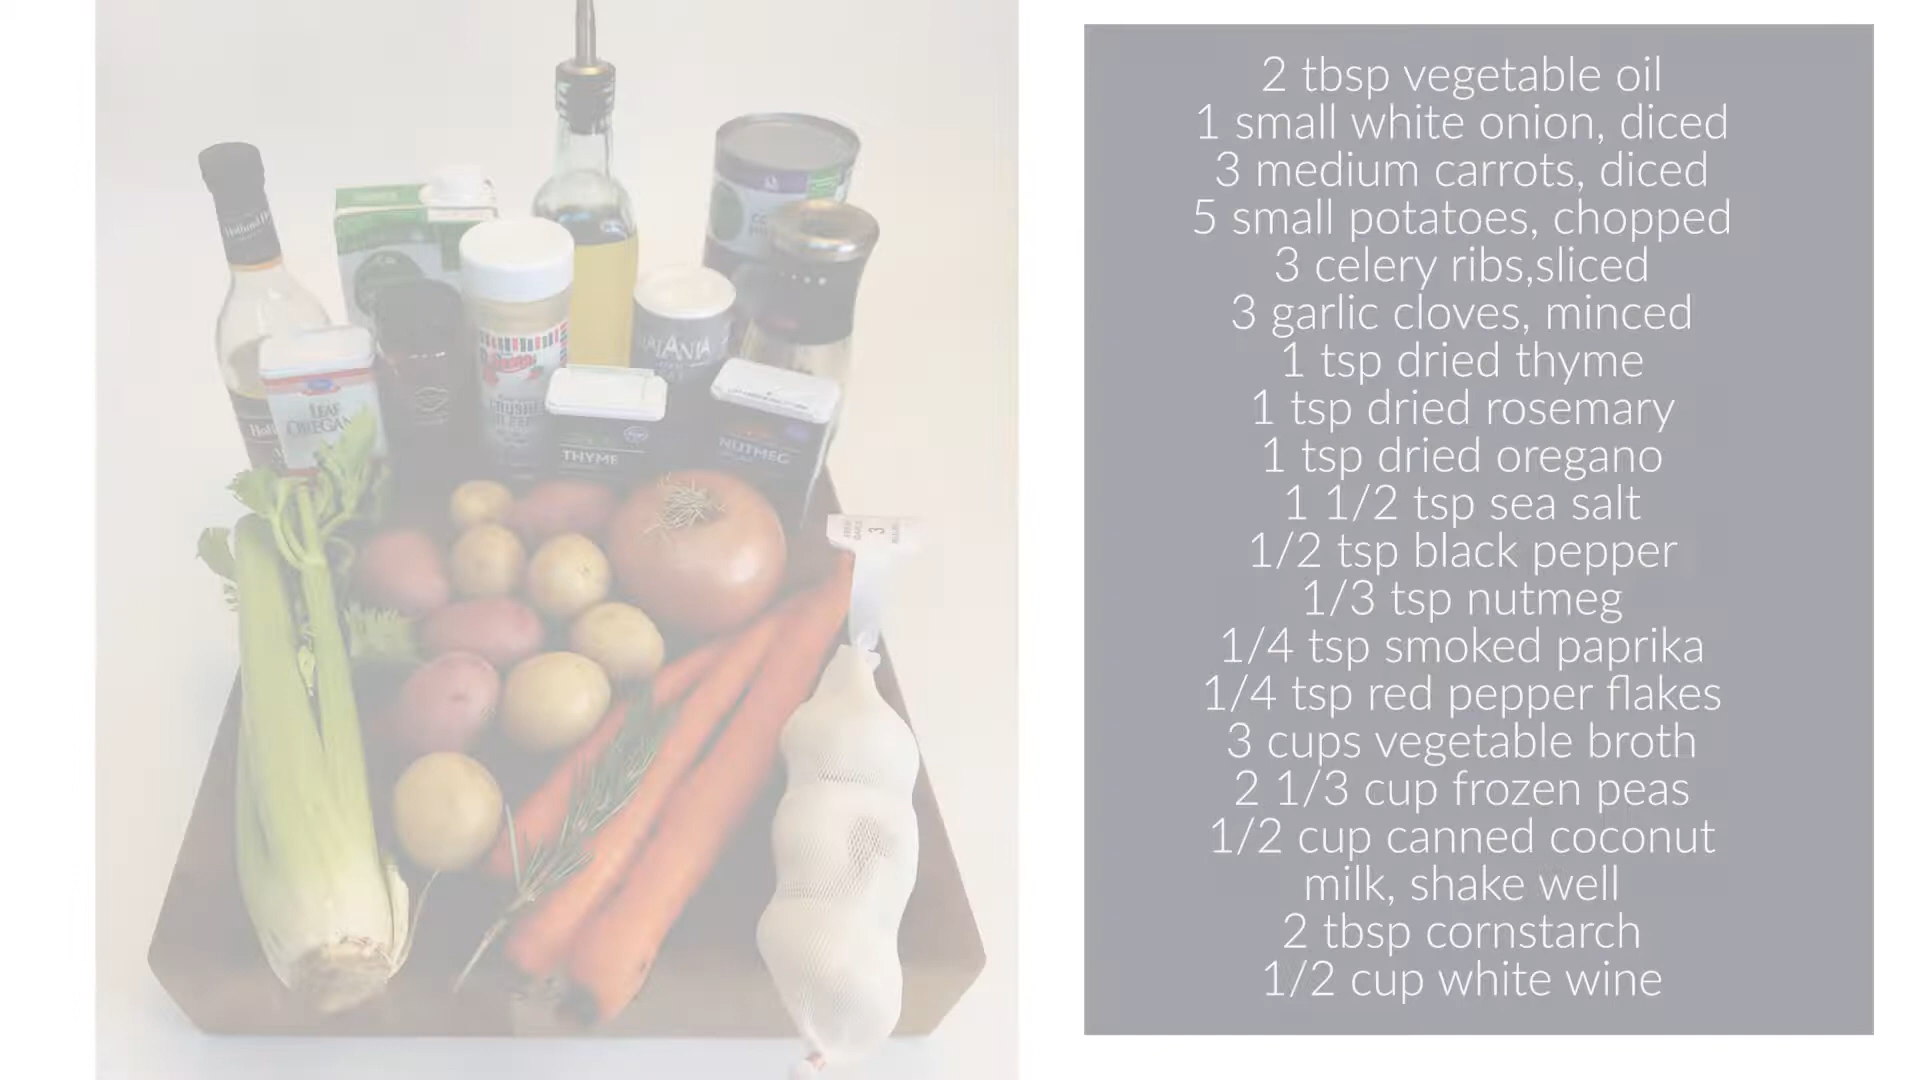 2 tbsp vegetable oil
1 small white onion, diced
3 medium carrots, diced
5 small potatoes, chopped
3 celery ribs,sliced
3 garlic cloves, minced
1 tsp dried thyme
1 tsp dried rosemary
1 tsp dried oregano
1 1/2 tsp sea salt
1/2 tsp black pepper
1/3 tsp nutmeg
1/4 tsp smoked paprika
1/4 tsp red pepper flakes
3 cups vegetable broth
2 1/3 cup frozen peas
1/2 cup canned coconut
milk, shake well
2 tbsp cornstarch
1/2 cup white wine
LEAF
OREGANO
CRUSHED
THYME
NUTMEG
3